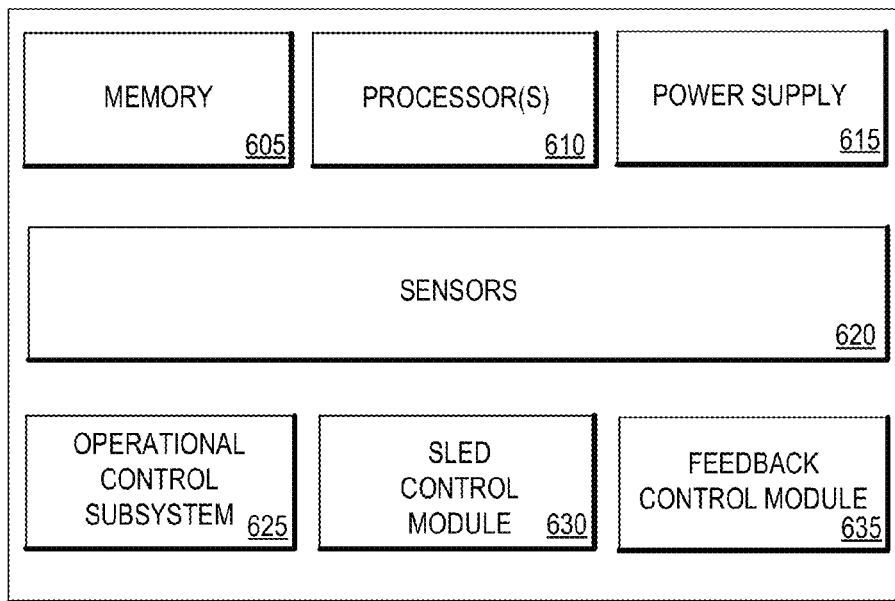 MEMORY
605
PROCESSOR(S)
610
POWER SUPPLY
615
SENSORS
620
OPERATIONAL
CONTROL
SUBSYSTEM
625
SLED
CONTROL
MODULE
630
FEEDBACK
CONTROL MODULE
635